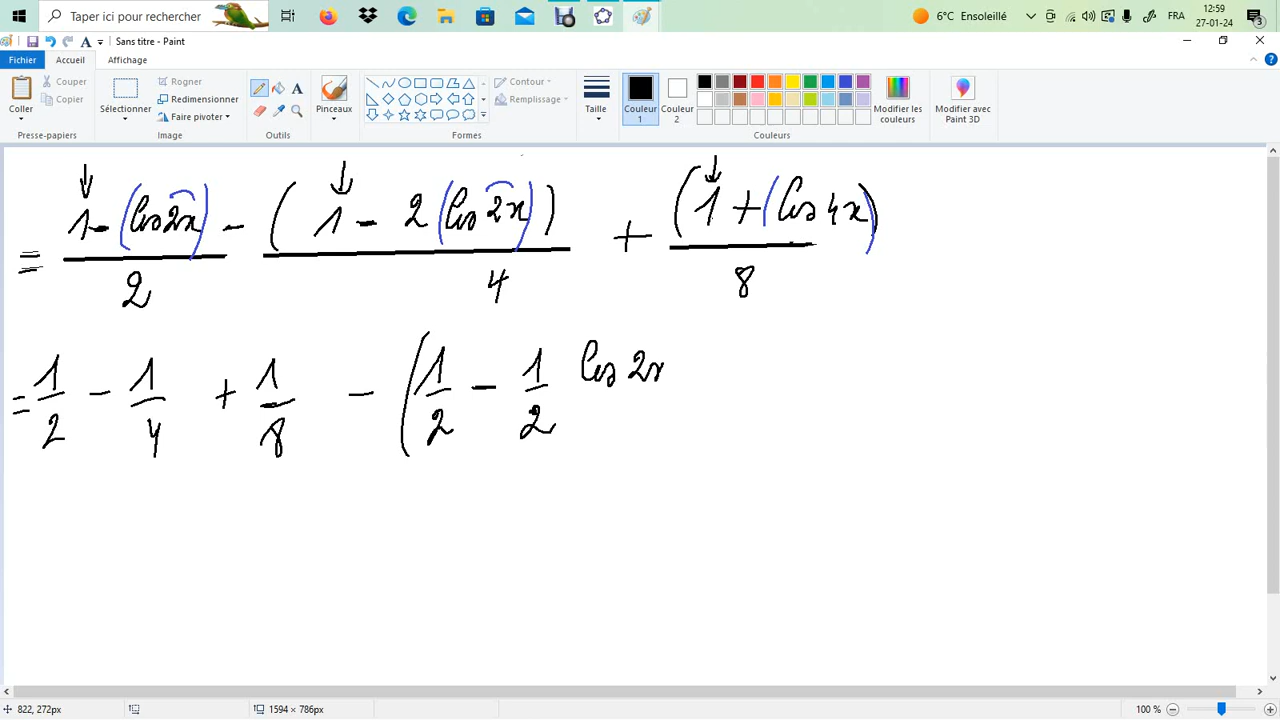 Taper ici pour rechercher 6°C Ensoleillé FRA 12:59 27-01-24 3
Sans titre - Paint
Fichier Accueil Affichage
Coller Couper Copier Sélectionner Rogner Redimensionner Faire pivoter Pinceaux Contour Remplissage Taille Couleur 1 Couleur 2 Modifier les couleurs Modifier avec Paint 3D
Presse-papiers Image Outils Formes Couleurs
= (1 - (Cos 2x))/2 - (1 - 2(Cos 2x))/4 + (1 + (Cos 4x))/8
= 1/2 - 1/4 + 1/8 - (1/2 - 1/2 Cos 2x
822, 272px 1594 × 786px 100 %